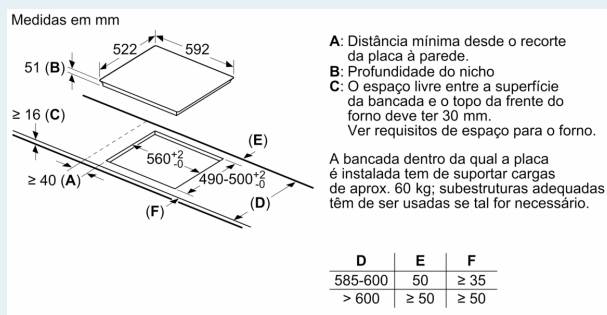 Medidas em mm
522
592
51 (B)
≥ 16 (C)
(E)
560+2-0
490-500+2-0
≥ 40 (A)
(D)
(F)
A: Distância mínima desde o recorte
da placa à parede.
B: Profundidade do nicho
C: O espaço livre entre a superfície
da bancada e o topo da frente do
forno deve ter 30 mm.
Ver requisitos de espaço para o forno.
A bancada dentro da qual a placa
é instalada tem de suportar cargas
de aprox. 60 kg; subestruturas adequadas
têm de ser usadas se tal for necessário.
D E F
585-600 50 ≥ 35
> 600 ≥ 50 ≥ 50